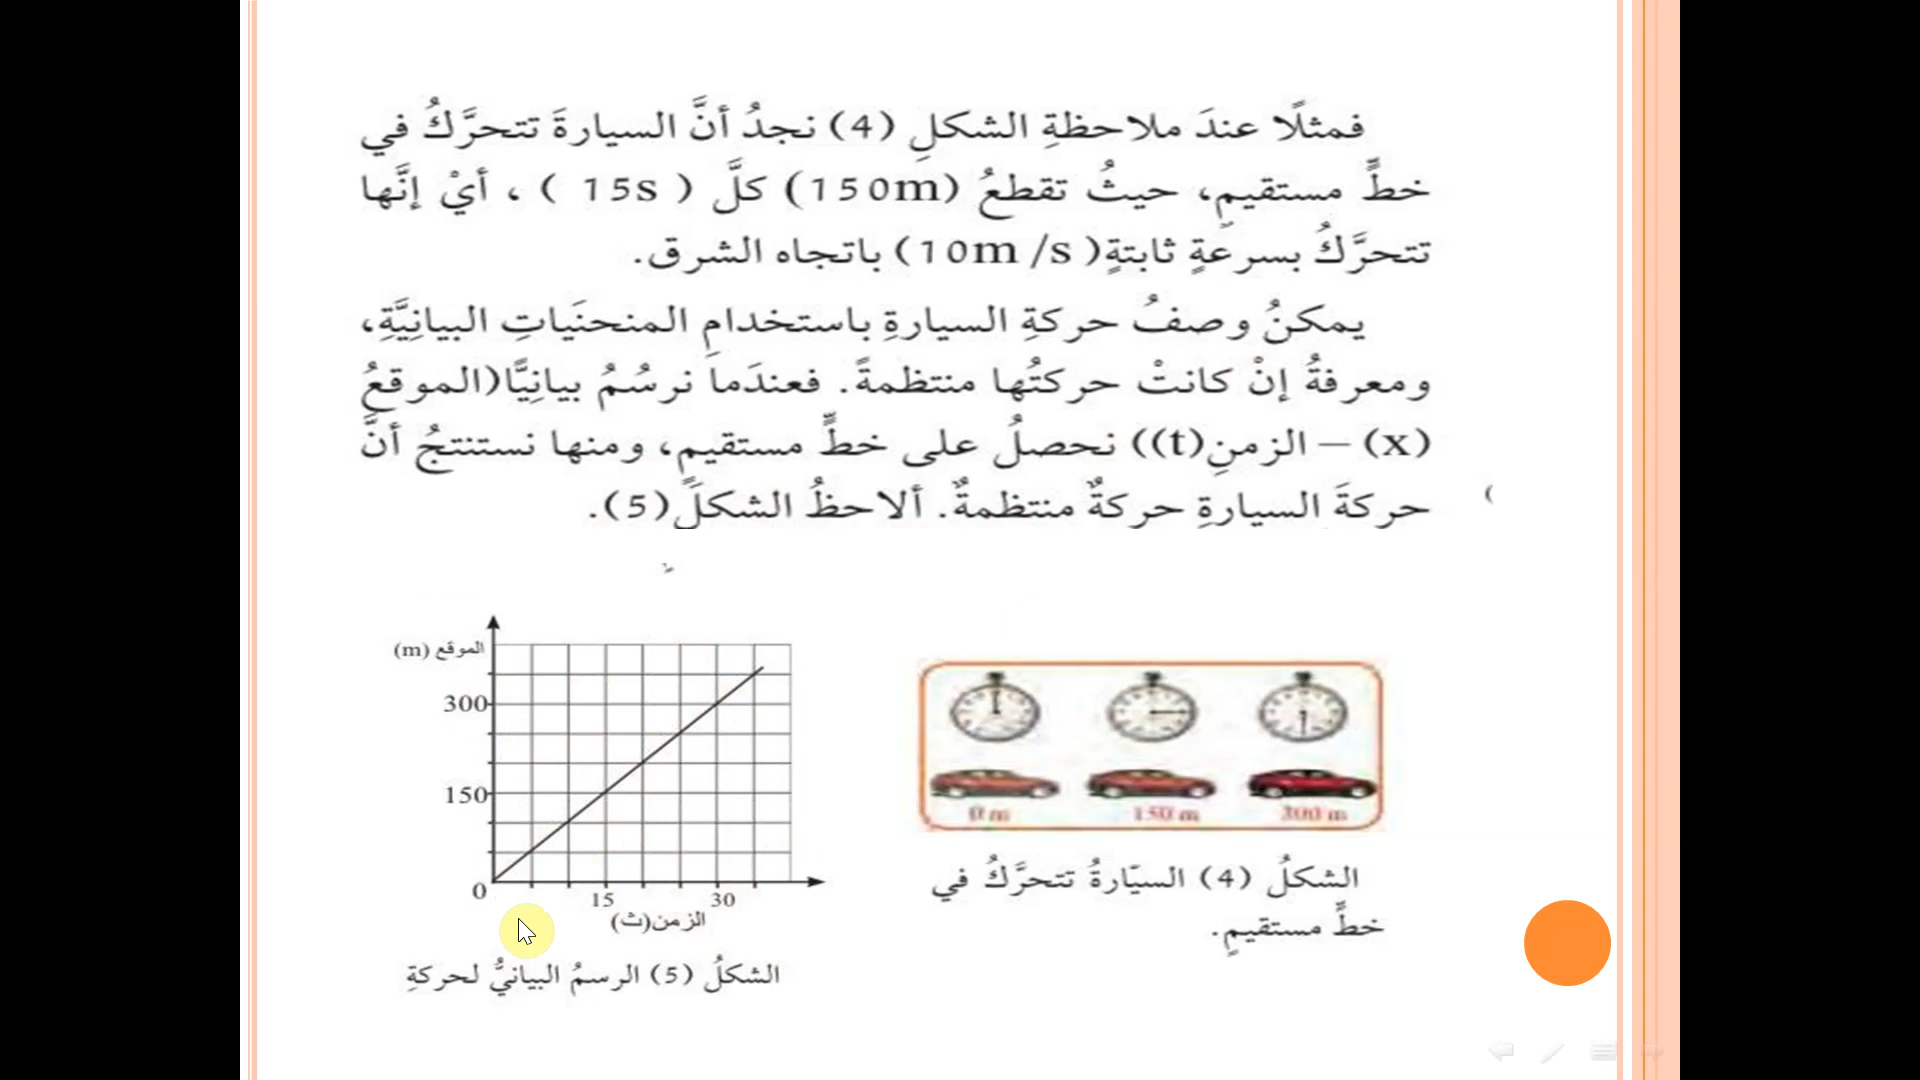 فمثلًا عندَ ملاحظةِ الشكلِ (4) نجدُ أنَّ السيارةَ تتحرَّكُ في
خطٍّ مستقيمٍ، حيثُ تقطعُ (150m) كلَّ ( 15s ) ، أيْ إنَّها
تتحرَّكُ بسرعةٍ ثابتةٍ( 10m /s) باتجاه الشرق.
يمكنُ وصفُ حركةِ السيارةِ باستخدامِ المنحنَياتِ البيانِيَّةِ،
ومعرفةُ إنْ كانتْ حركتُها منتظمةً. فعندَما نرسُمُ بيانِيًّا(الموقعُ
(x) – الزمنِ(t)) نحصلُ على خطٍّ مستقيمٍ، ومنها نستنتجُ أنَّ
حركةَ السيارةِ حركةٌ منتظمةٌ. ألاحظُ الشكلَ(5).
0 m 150 m 300 m
الشكلُ (4) السيّارةُ تتحرَّكُ في
خطٍّ مستقيمٍ.
الموقع (m)
300
150
0
15 30
الزمن(ث)
الشكلُ (5) الرسمُ البيانيُّ لحركةِ